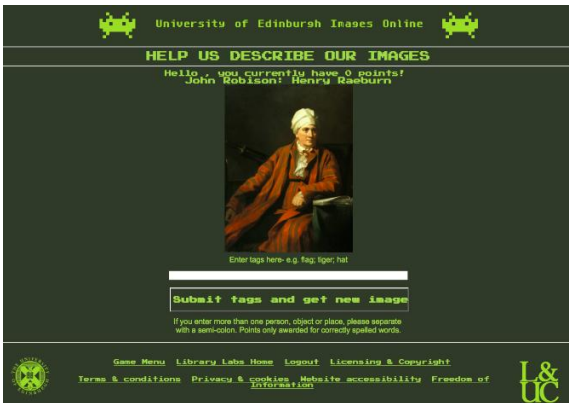 University of Edinburgh Images Online
HELP US DESCRIBE OUR IMAGES
Hello , you currently have 0 points!
John Robison: Henry Raeburn
Enter tags here- e.g. flag; tiger; hat
Submit tags and get new image
If you enter more than one person, object or place, please separate
with a semi-colon. Points only awarded for correctly spelled words.
Game Menu Library Labs Home Logout Licensing & Copyright
Terms & conditions Privacy & cookies Website accessibility Freedom of
Information
L&
UC